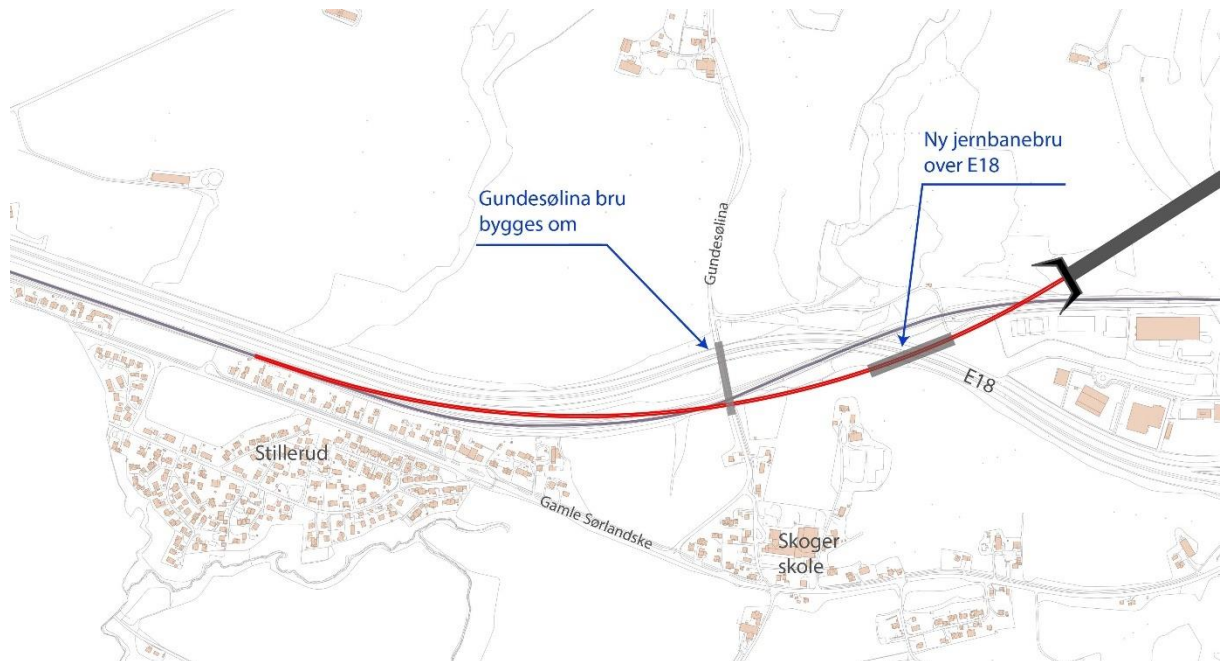 Ny jernbanebru
over E18
Gundesølina bru
bygges om
Gundesølina
E18
Stillerud
Gamle Sørlandske
Skoger
skole